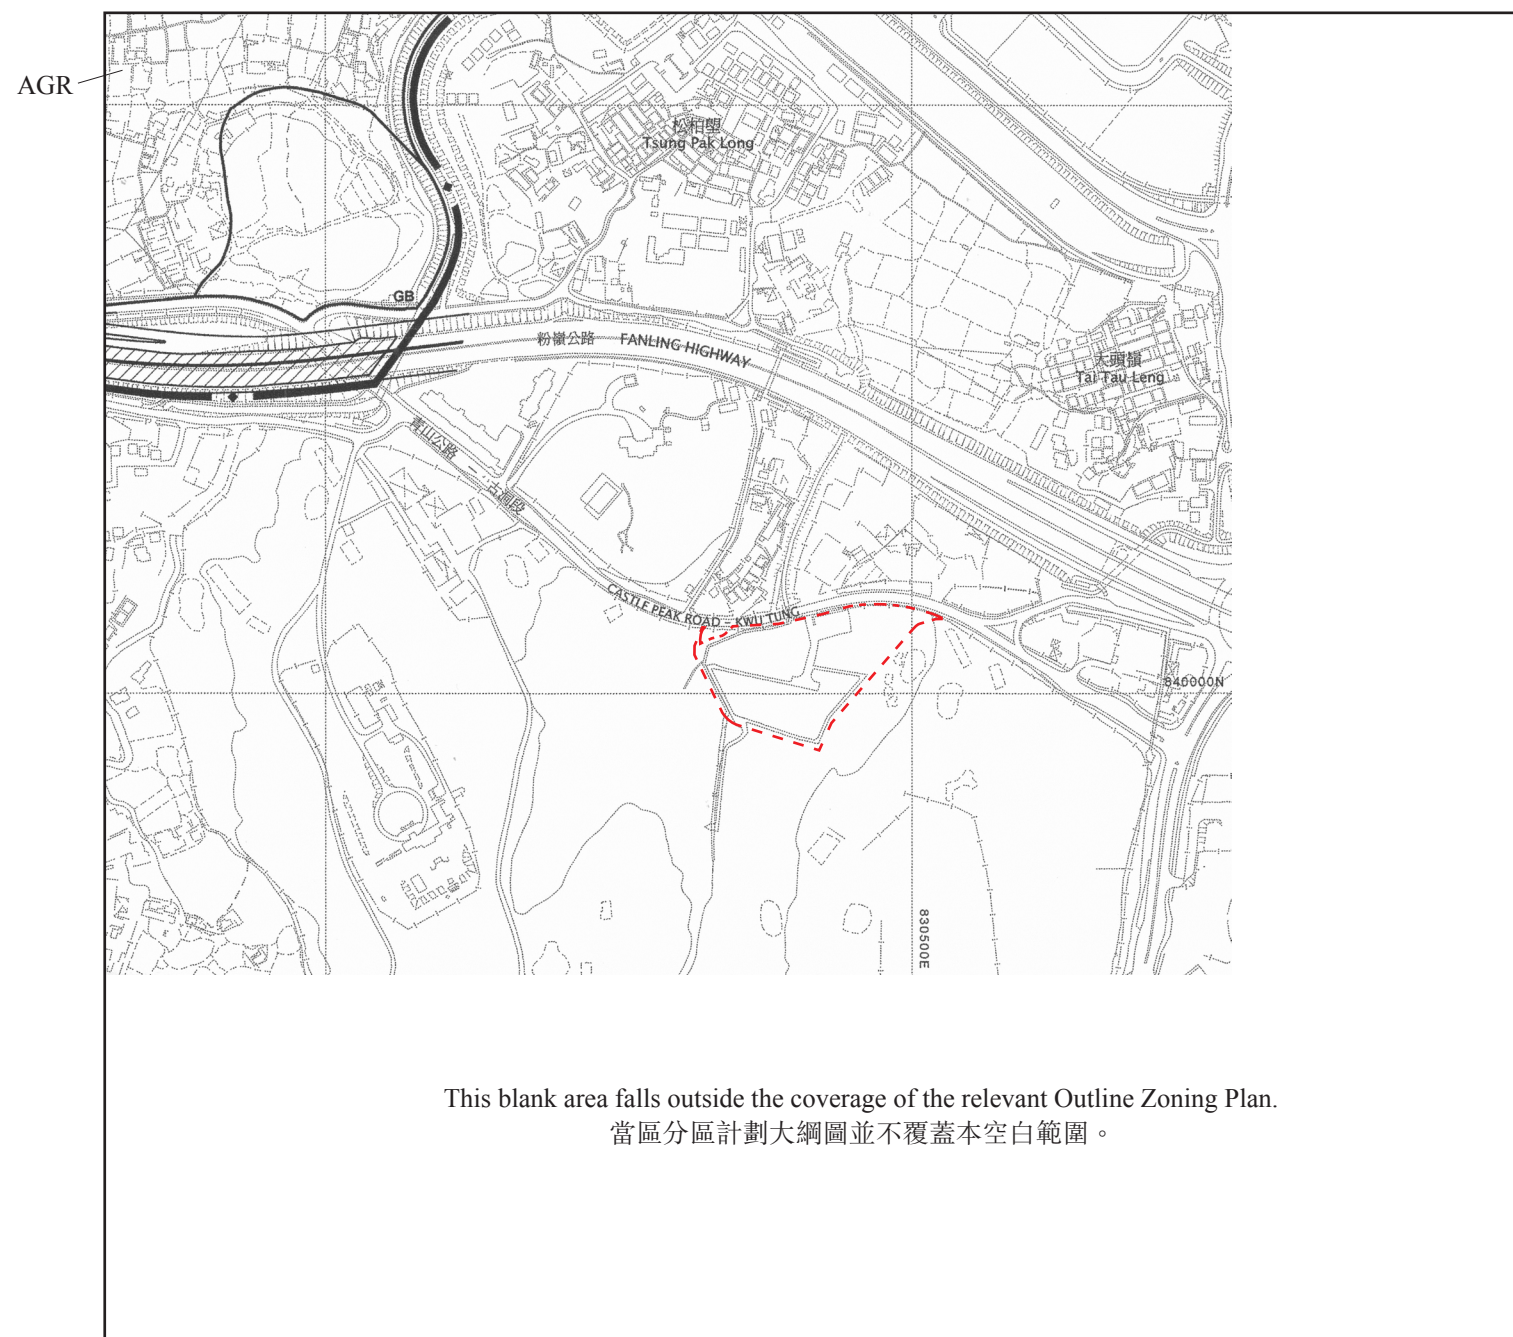 AGR
松柏塱
Tsung Pak Long
GB
粉嶺公路 FANLING HIGHWAY
大頭嶺
Tai Tau Leng
青山公路 - 古洞段
CASTLE PEAK ROAD - KWU TUNG
840000N
830500E
This blank area falls outside the coverage of the relevant Outline Zoning Plan.
當區分區計劃大綱圖並不覆蓋本空白範圍。